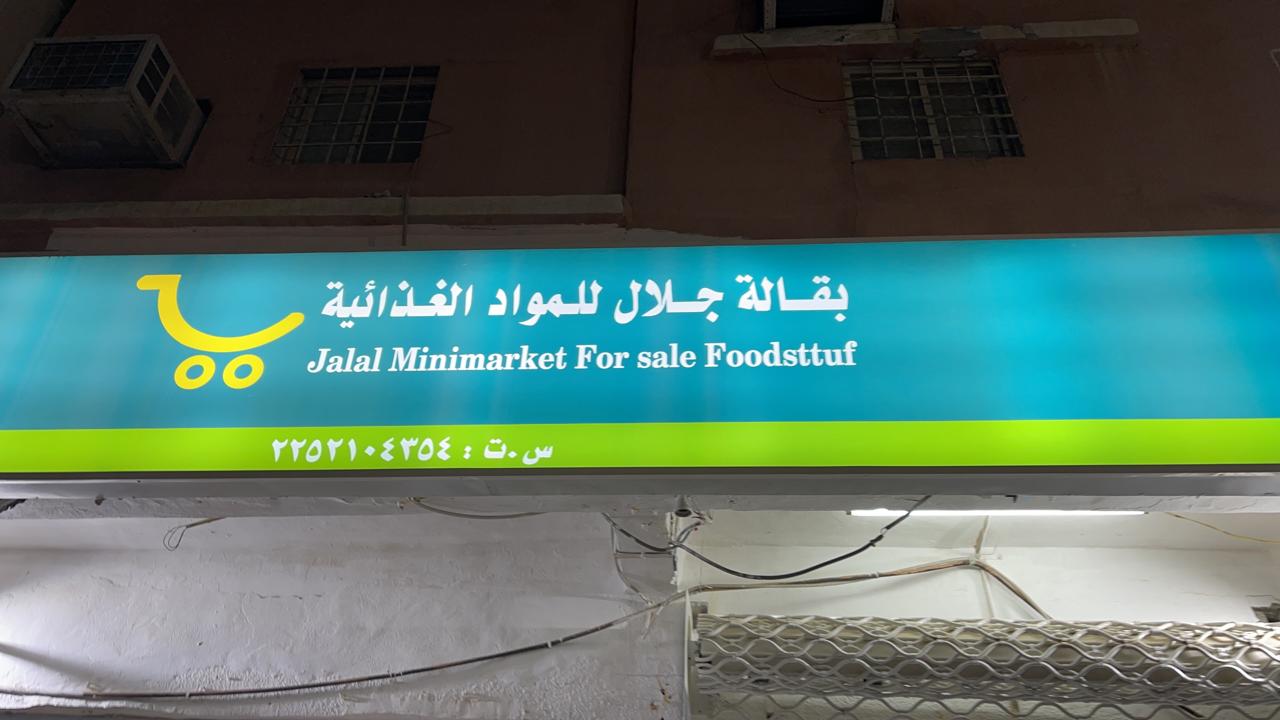 بقالة جلال للمواد الغذائية
Jalal Minimarket For sale Foodsttuf
س.ت : ٢٢٥٢١٠٤٣٥٤